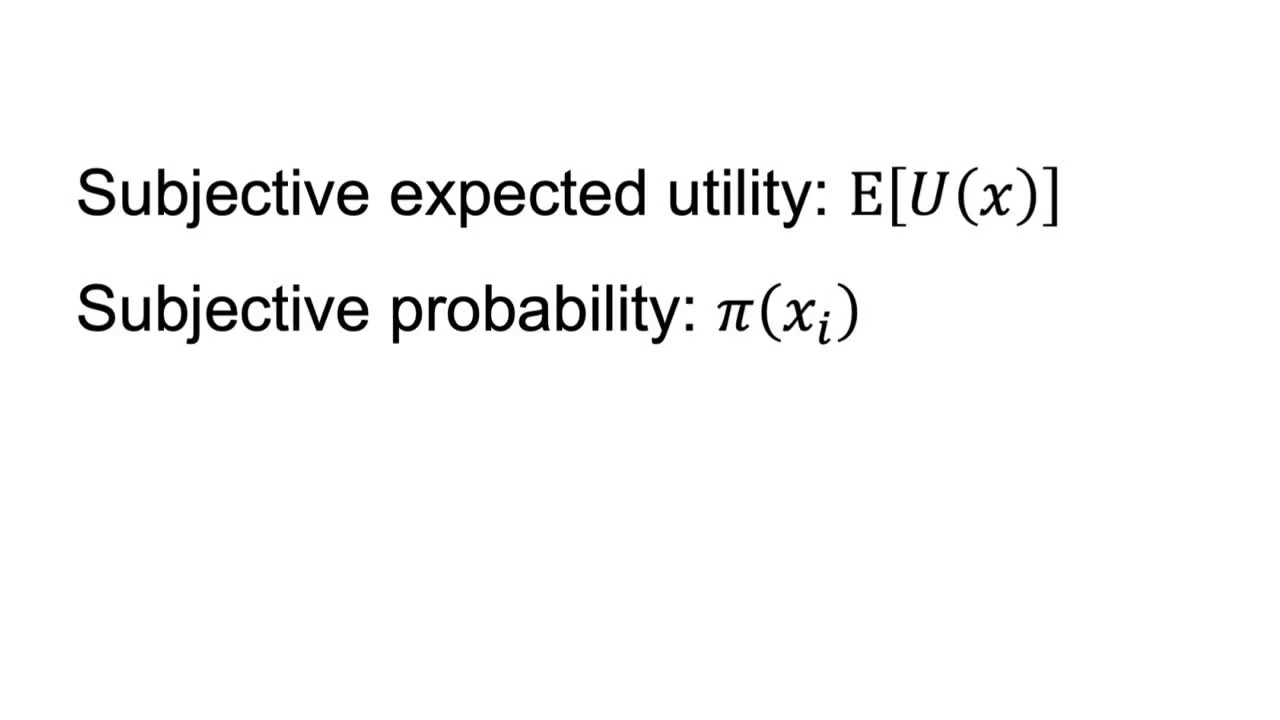 Subjective expected utility: E[U(x)]
Subjective probability: π(xᵢ)